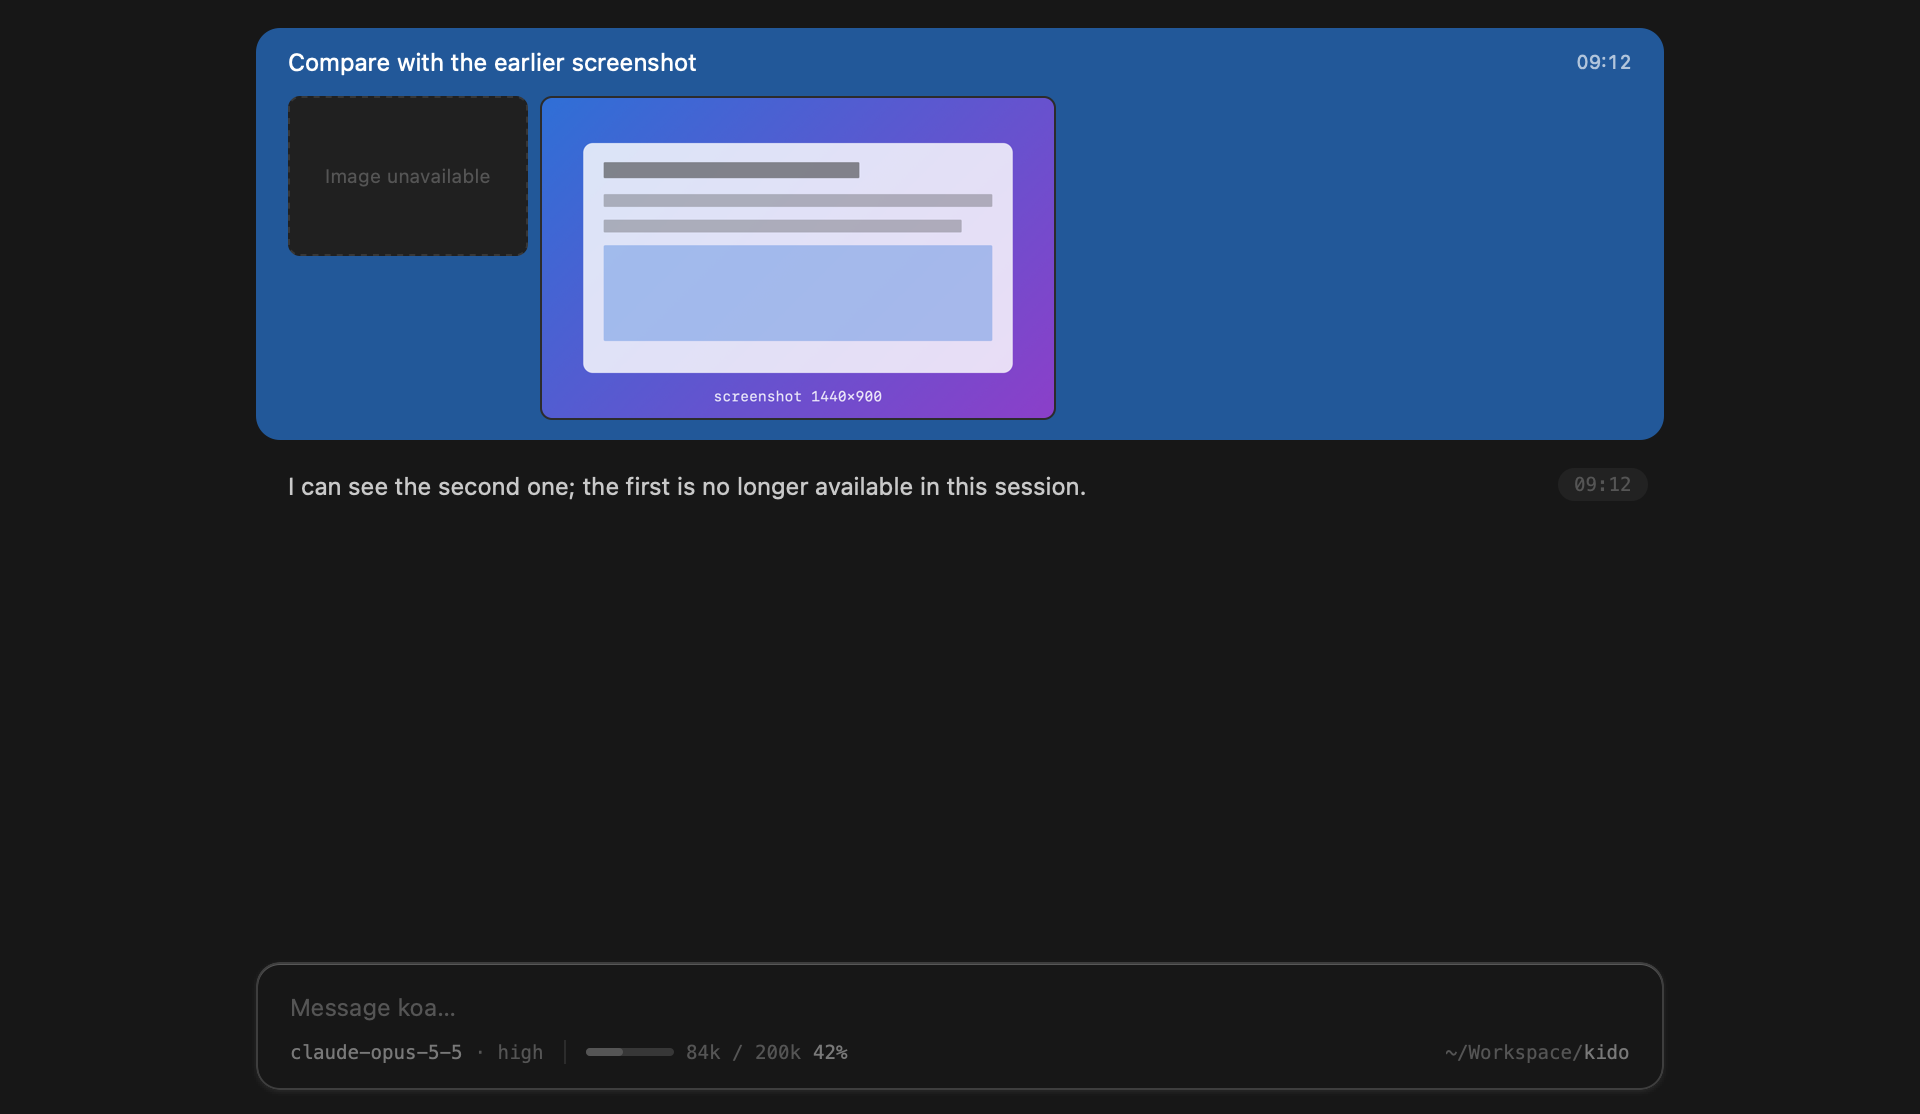 Compare with the earlier screenshot
09:12
Image unavailable
screenshot 1440×900
I can see the second one; the first is no longer available in this session.
09:12
Message koa…
claude-opus-5-5 · high
84k / 200k 42%
~/Workspace/kido